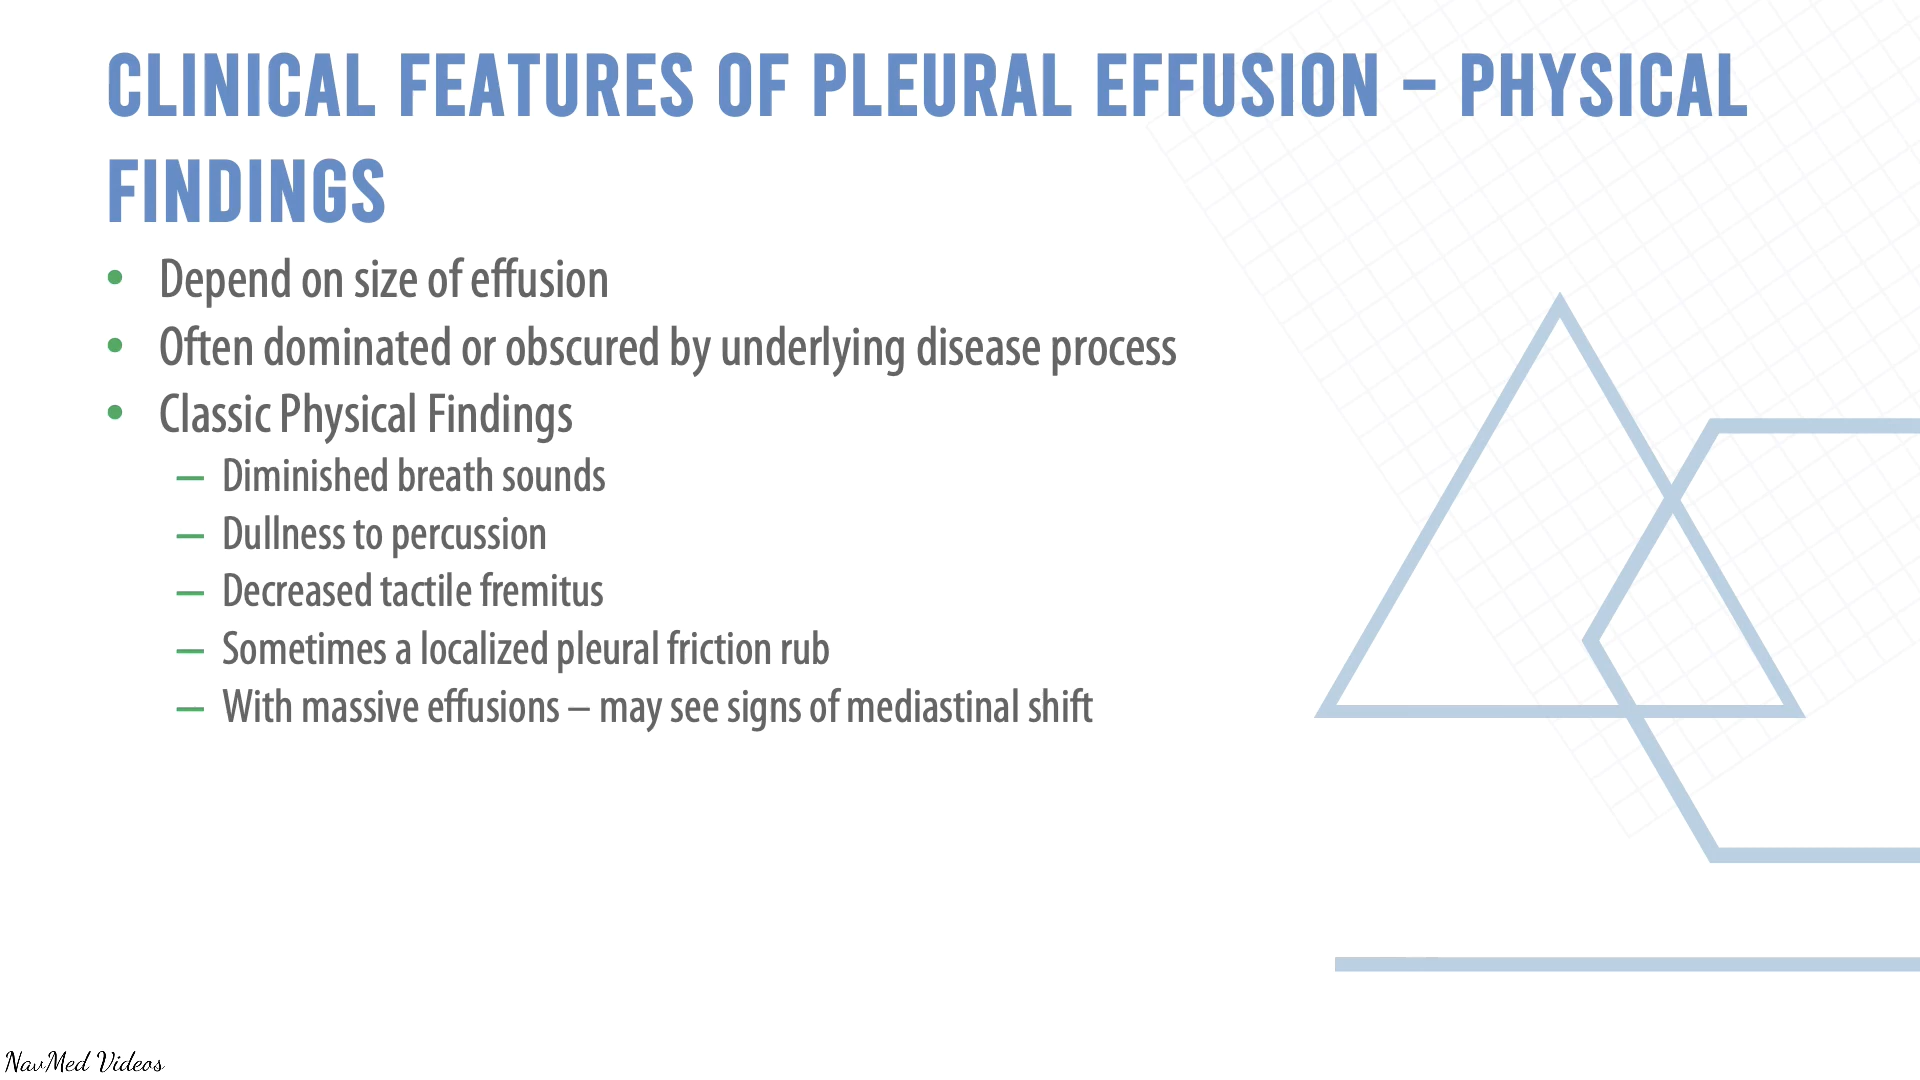 CLINICAL FEATURES OF PLEURAL EFFUSION – PHYSICAL
FINDINGS
• Depend on size of effusion
• Often dominated or obscured by underlying disease process
• Classic Physical Findings
– Diminished breath sounds
– Dullness to percussion
– Decreased tactile fremitus
– Sometimes a localized pleural friction rub
– With massive effusions – may see signs of mediastinal shift
NavMed Videos